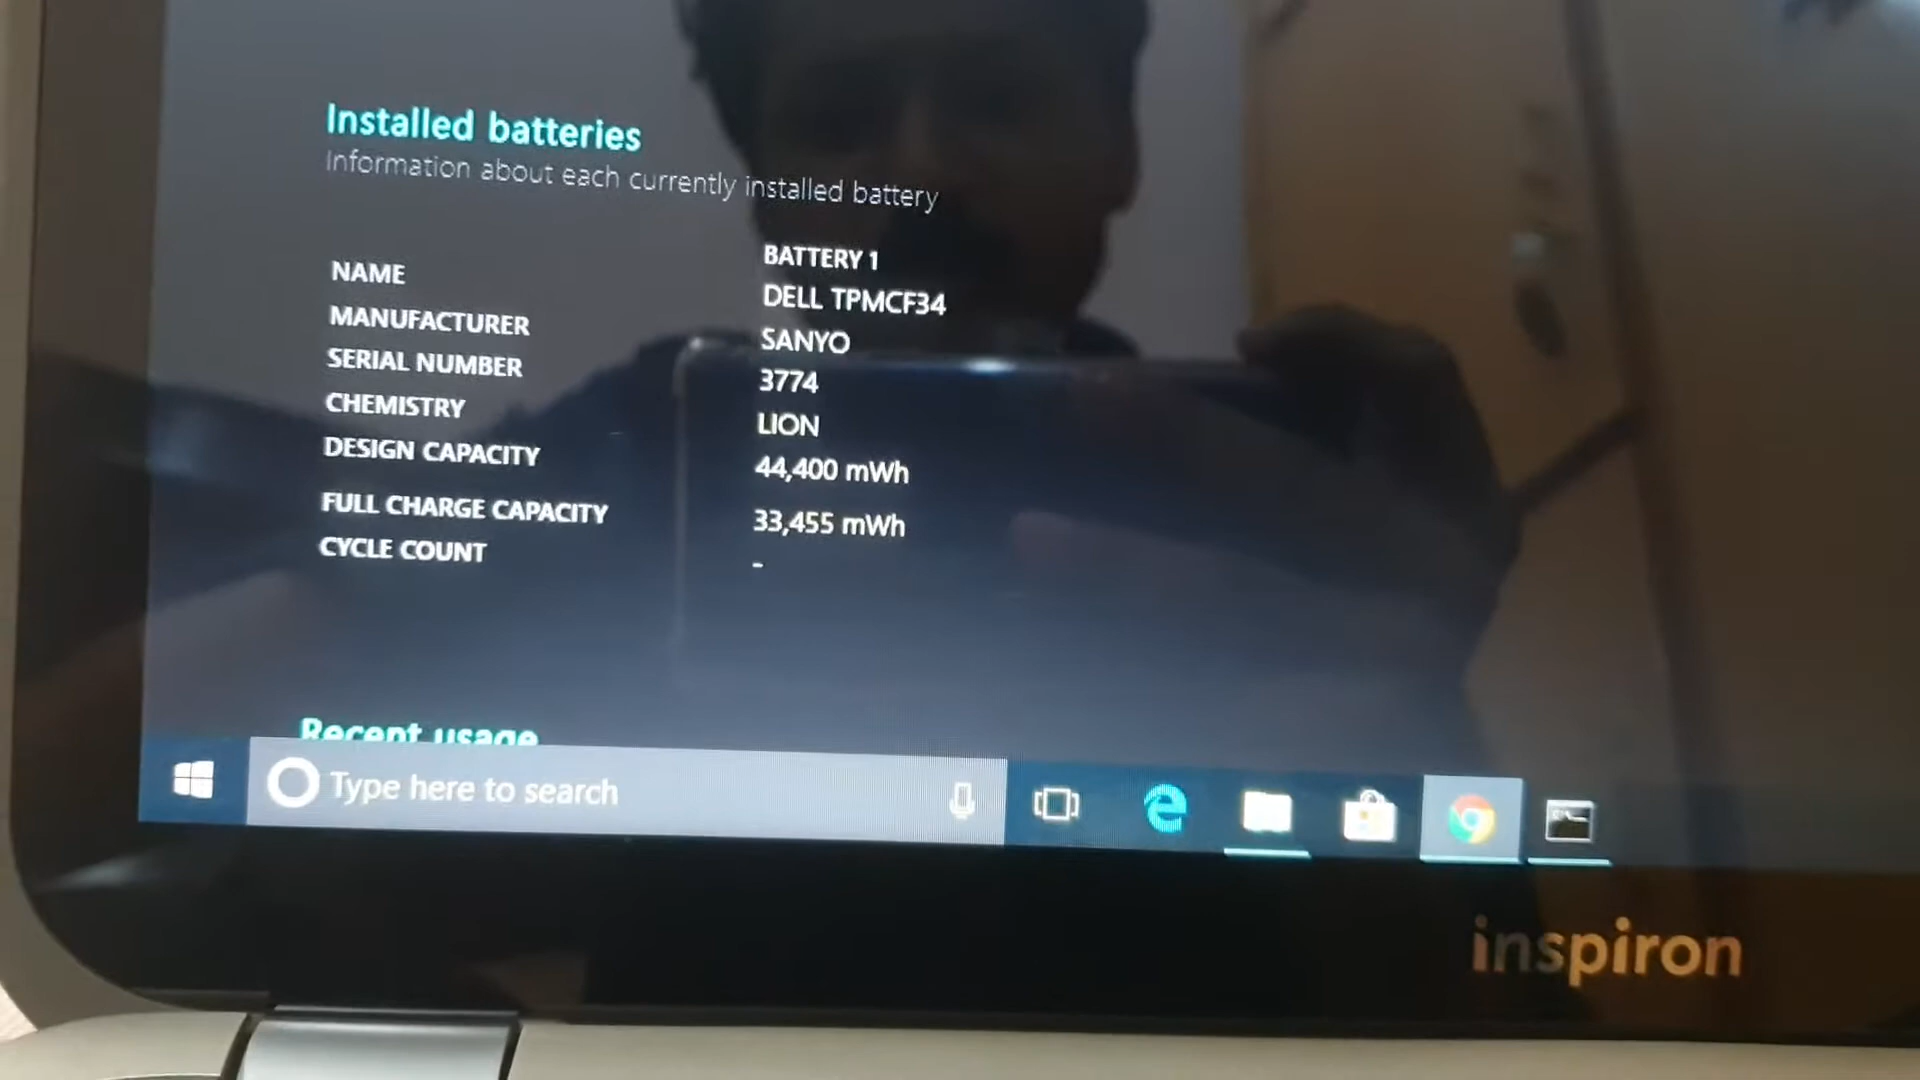 Installed batteries
Information about each currently installed battery
BATTERY 1
NAME DELL TPMCF34
MANUFACTURER SANYO
SERIAL NUMBER 3774
CHEMISTRY LION
DESIGN CAPACITY 44,400 mWh
FULL CHARGE CAPACITY 33,455 mWh
CYCLE COUNT -
Recent usage
Type here to search
inspiron